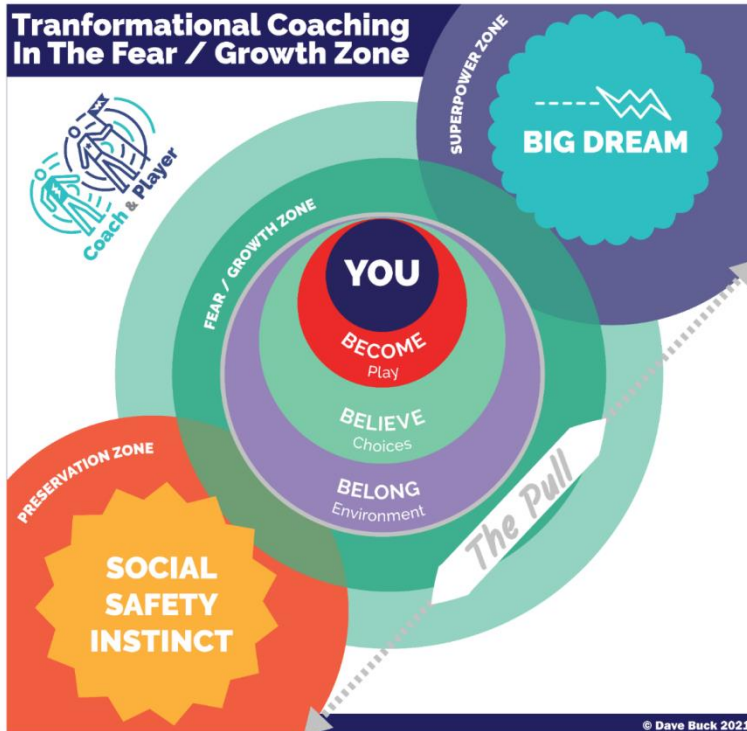 Tranformational Coaching
In The Fear / Growth Zone
SUPERPOWER ZONE
BIG DREAM
Coach & Player
FEAR / GROWTH ZONE
YOU
BECOME
Play
BELIEVE
Choices
BELONG
Environment
The Pull
PRESERVATION ZONE
SOCIAL
SAFETY
INSTINCT
© Dave Buck 2021